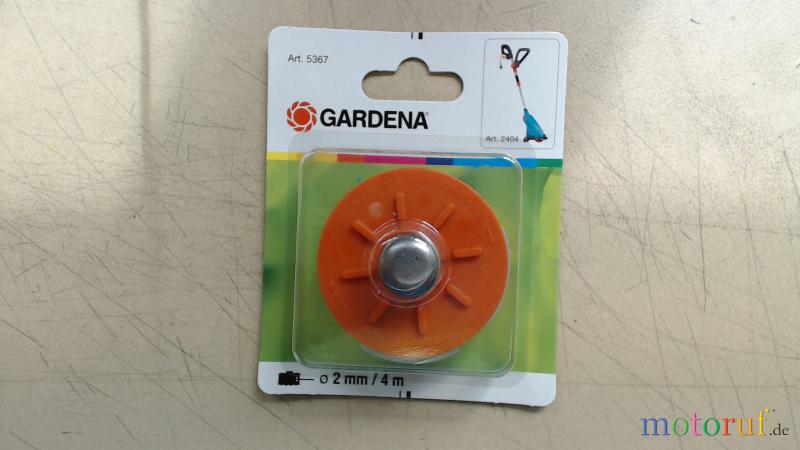 Art. 5367
GARDENA®
Art. 2404
ø 2 mm / 4 m
motoruf.de